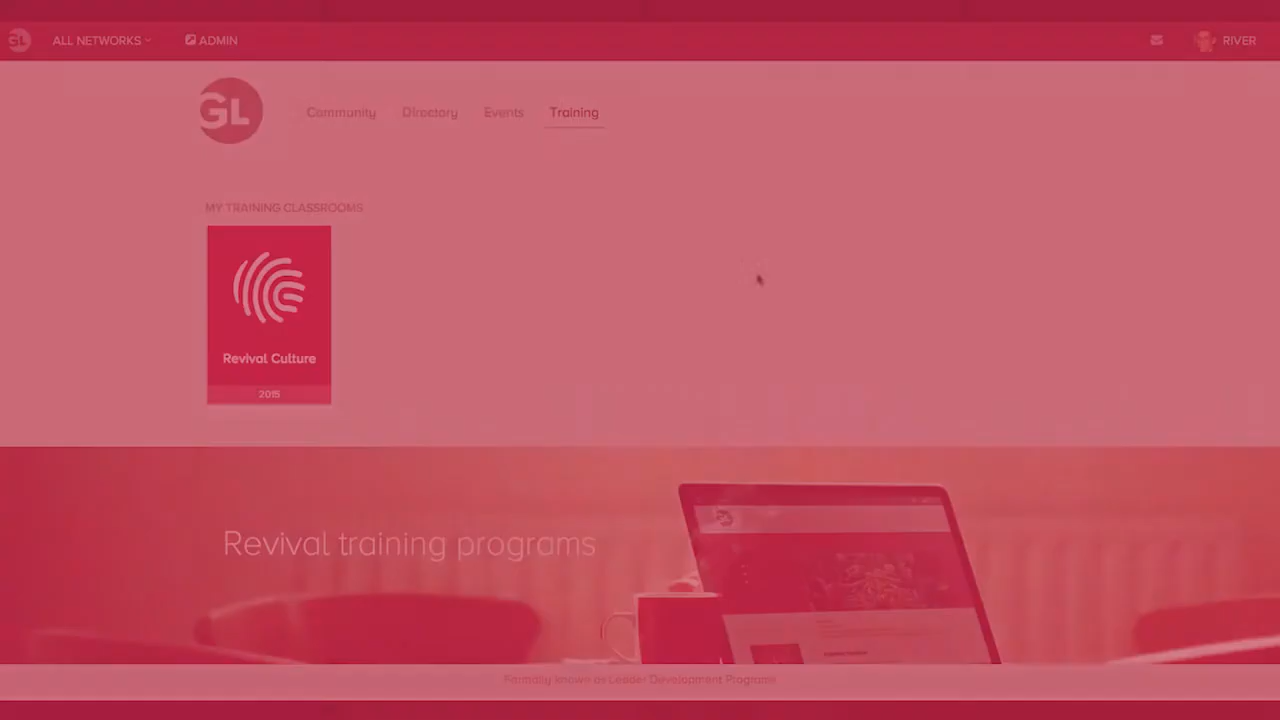 GL ALL NETWORKS ADMIN RIVER
GL Community Directory Events Training
MY TRAINING CLASSROOMS
Revival Culture
2015
Revival training programs
Formally known as Leader Development Programs